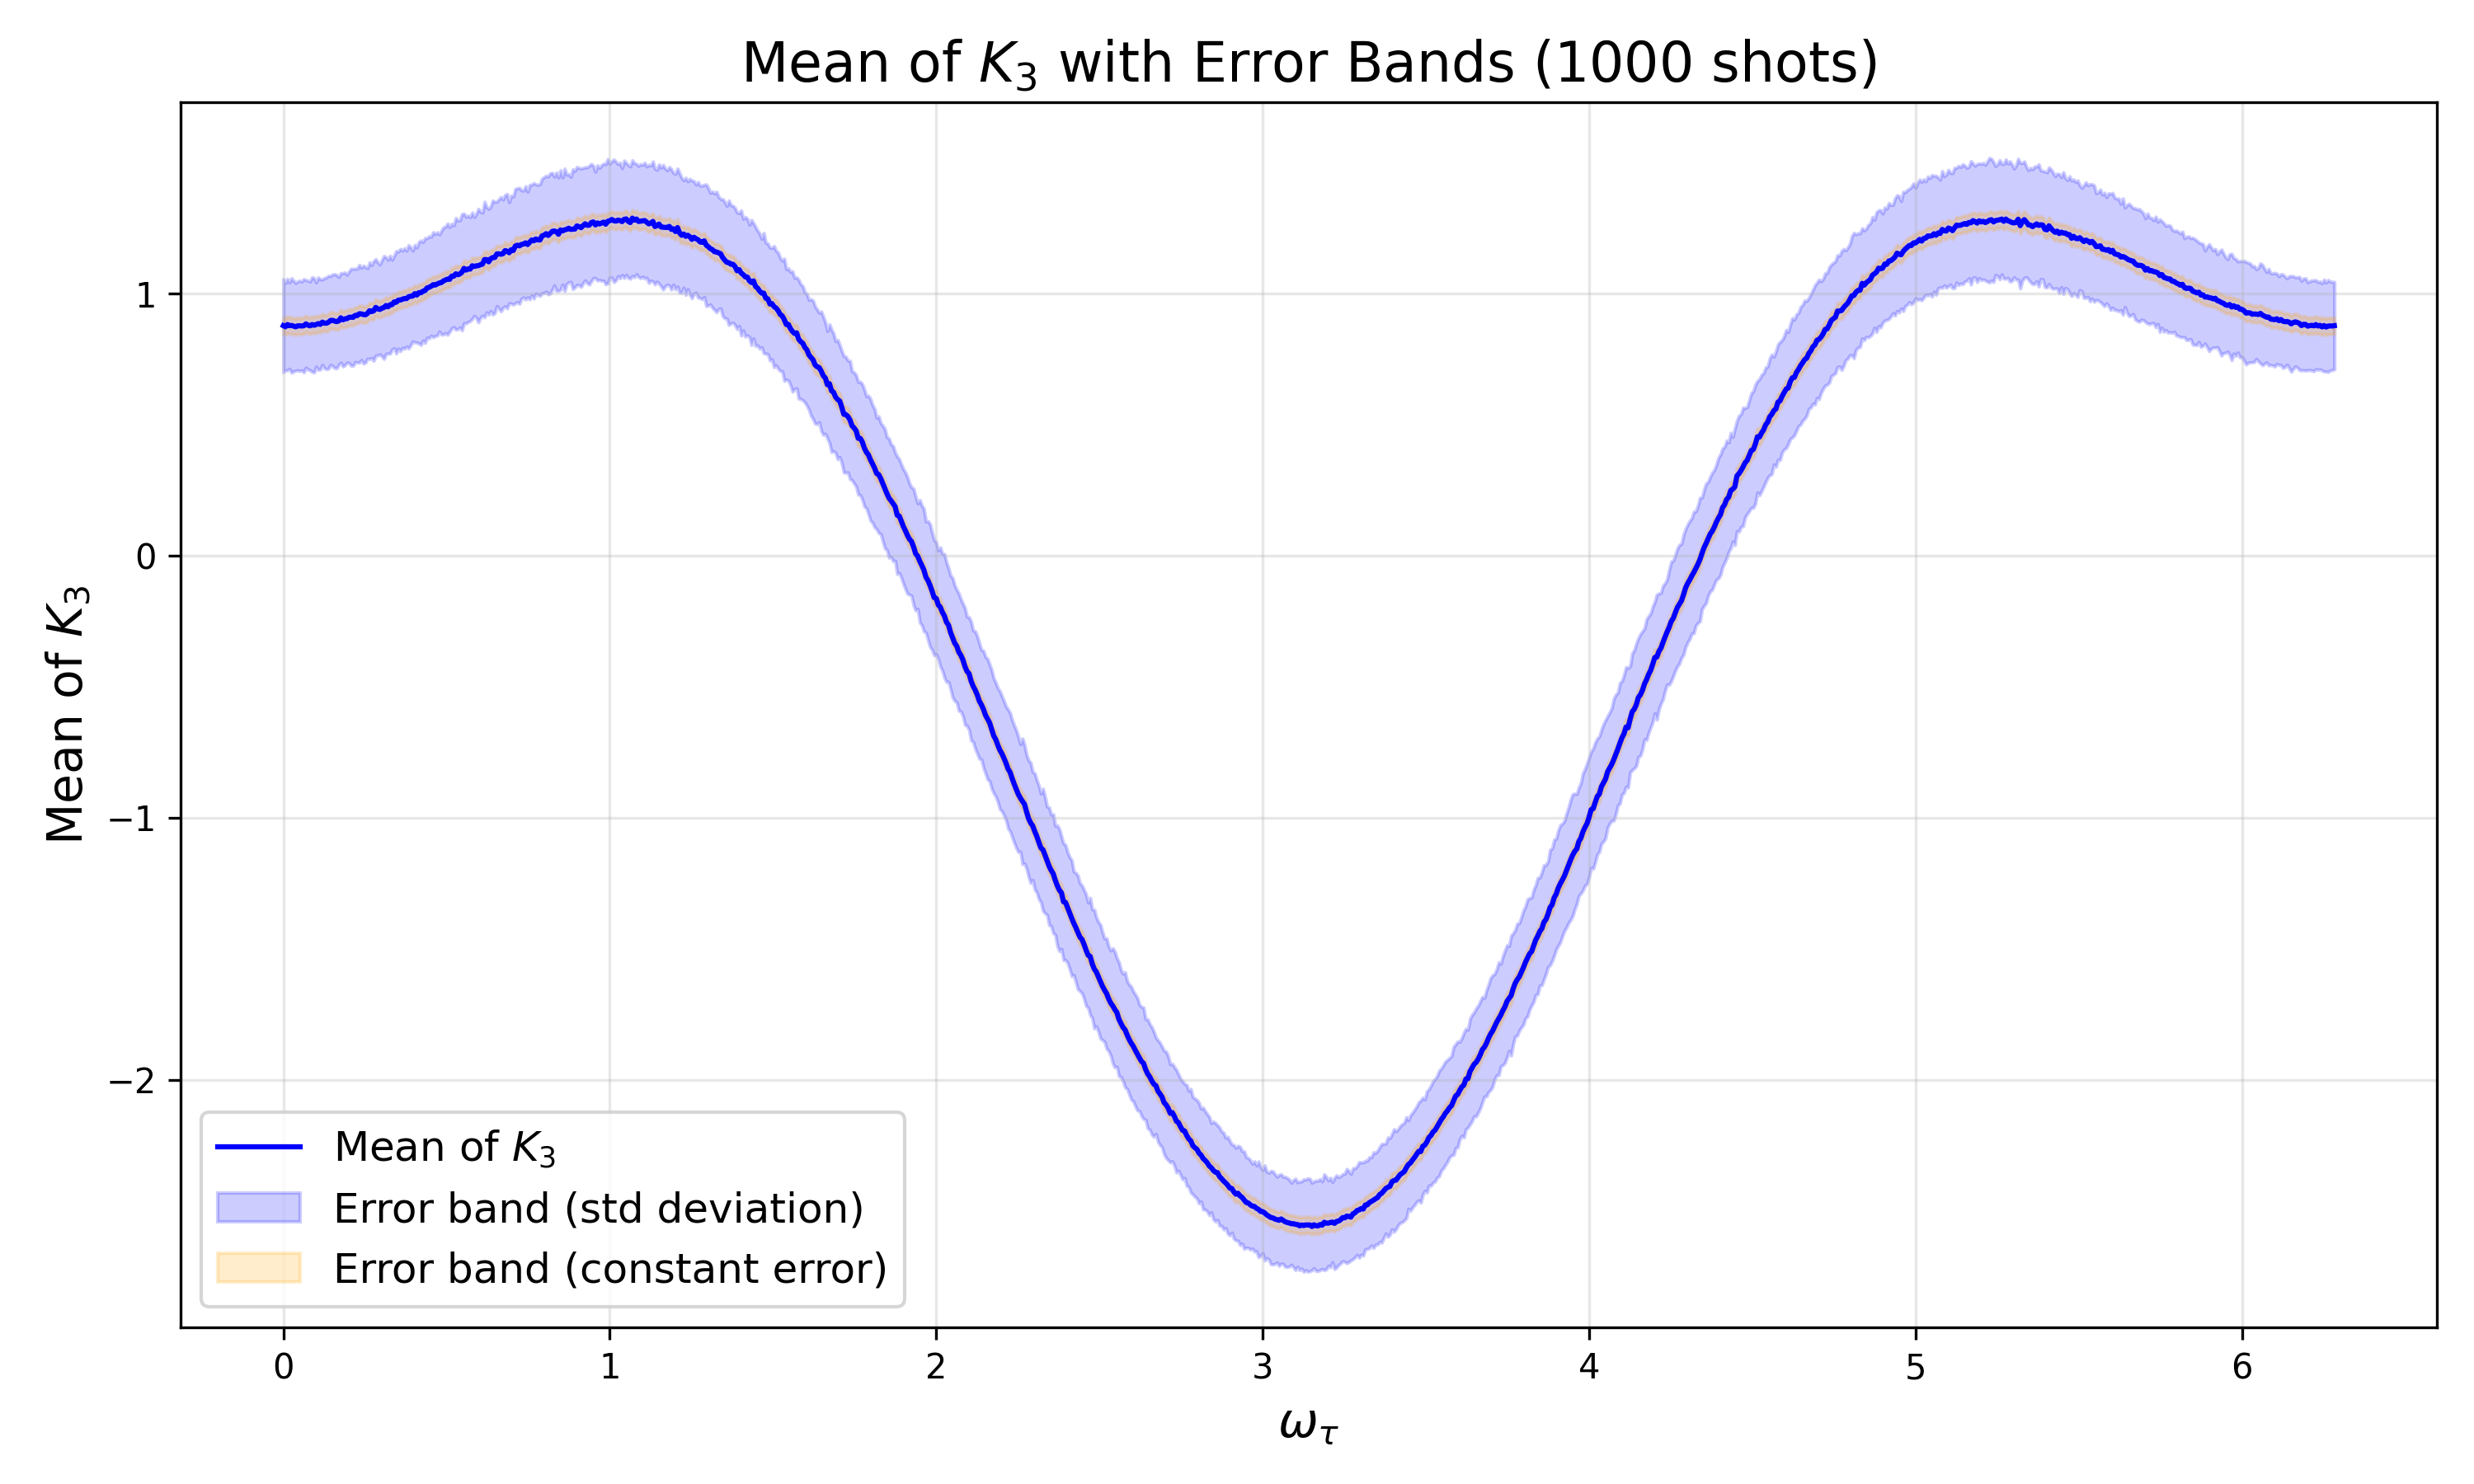 Mean of K₃ with Error Bands (1000 shots)
Mean of K₃
1
0
−1
−2
Mean of K₃
Error band (std deviation)
Error band (constant error)
0 1 2 3 4 5 6
ω_τ